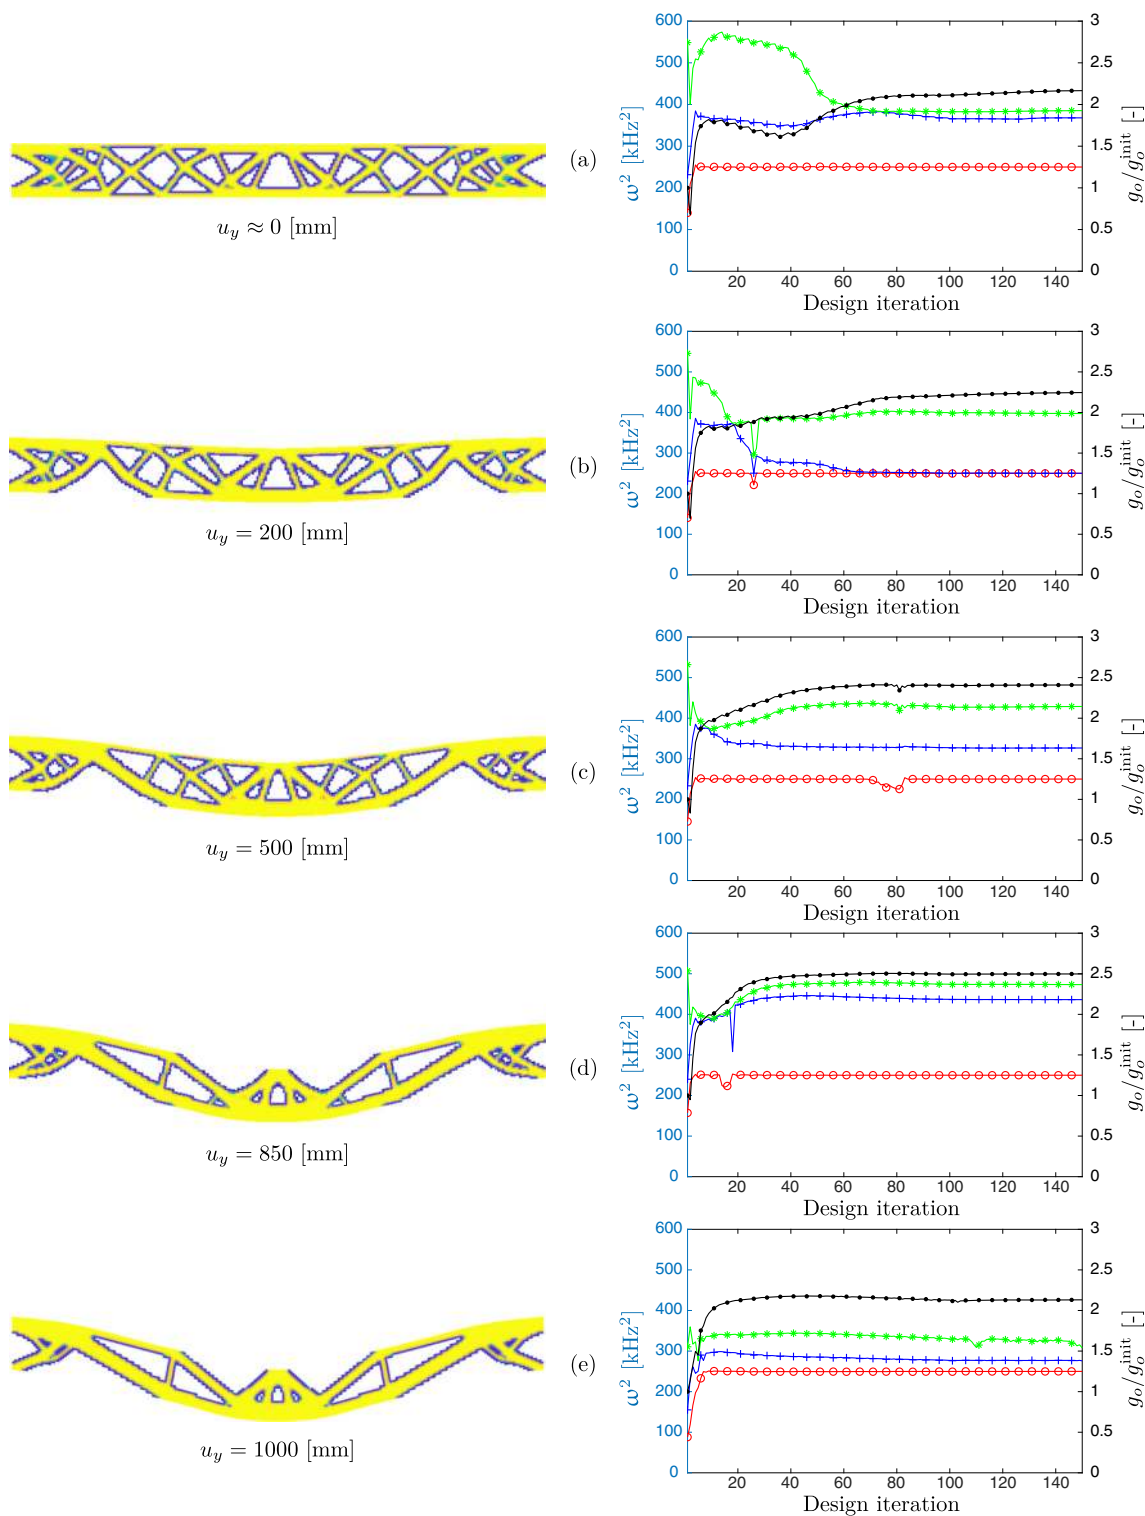 600
500
400
300
200
100
0
ω² [kHz²]
3
2.5
2
1.5
1
0.5
0
g_o/g_o^init [-]
20 40 60 80 100 120 140
Design iteration
(a)
u_y ≈ 0 [mm]
600
500
400
300
200
100
0
ω² [kHz²]
3
2.5
2
1.5
1
0.5
0
g_o/g_o^init [-]
20 40 60 80 100 120 140
Design iteration
(b)
u_y = 200 [mm]
600
500
400
300
200
100
0
ω² [kHz²]
3
2.5
2
1.5
1
0.5
0
g_o/g_o^init [-]
20 40 60 80 100 120 140
Design iteration
(c)
u_y = 500 [mm]
600
500
400
300
200
100
0
ω² [kHz²]
3
2.5
2
1.5
1
0.5
0
g_o/g_o^init [-]
20 40 60 80 100 120 140
Design iteration
(d)
u_y = 850 [mm]
600
500
400
300
200
100
0
ω² [kHz²]
3
2.5
2
1.5
1
0.5
0
g_o/g_o^init [-]
20 40 60 80 100 120 140
Design iteration
(e)
u_y = 1000 [mm]